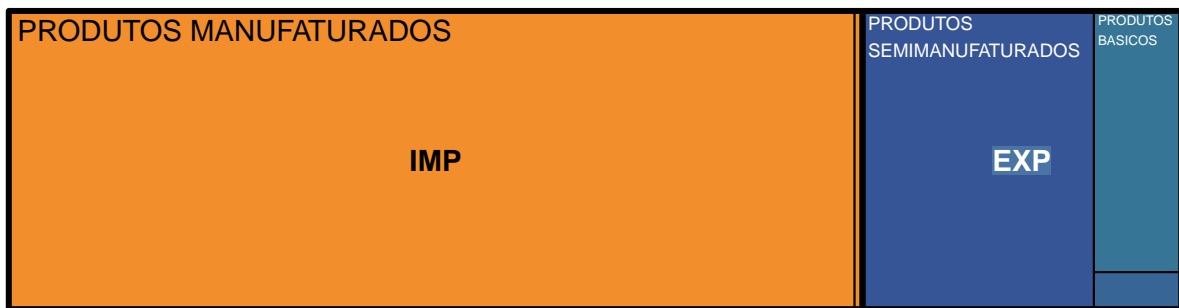 PRODUTOS MANUFATURADOS
IMP
PRODUTOS
SEMIMANUFATURADOS
EXP
PRODUTOS
BASICOS